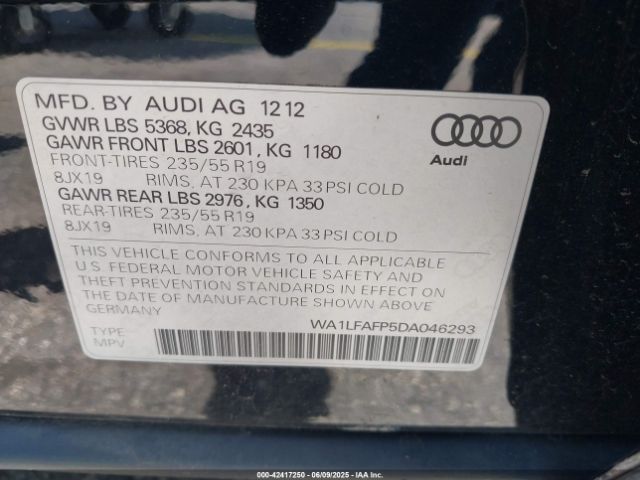 MFD. BY AUDI AG 12 12
GVWR LBS 5368, KG 2435
GAWR FRONT LBS 2601, KG 1180
FRONT-TIRES 235/55 R19
8JX19 RIMS, AT 230 KPA 33 PSI COLD
GAWR REAR LBS 2976, KG 1350
REAR-TIRES 235/55 R19
8JX19 RIMS, AT 230 KPA 33 PSI COLD
Audi
THIS VEHICLE CONFORMS TO ALL APPLICABLE
U.S. FEDERAL MOTOR VEHICLE SAFETY AND
THEFT PREVENTION STANDARDS IN EFFECT ON
THE DATE OF MANUFACTURE SHOWN ABOVE
GERMANY
WA1LFAFP5DA046293
TYPE:
MPV
000-42417250 - 06/09/2025 - IAA Inc.